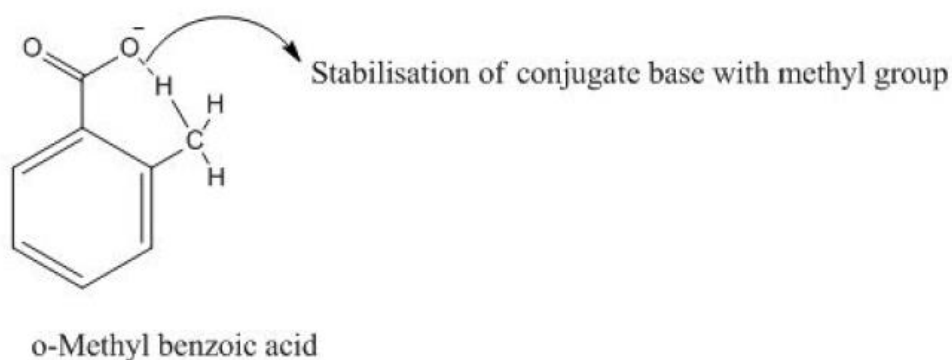 O
O
-
H
H
C
H
Stabilisation of conjugate base with methyl group
o-Methyl benzoic acid